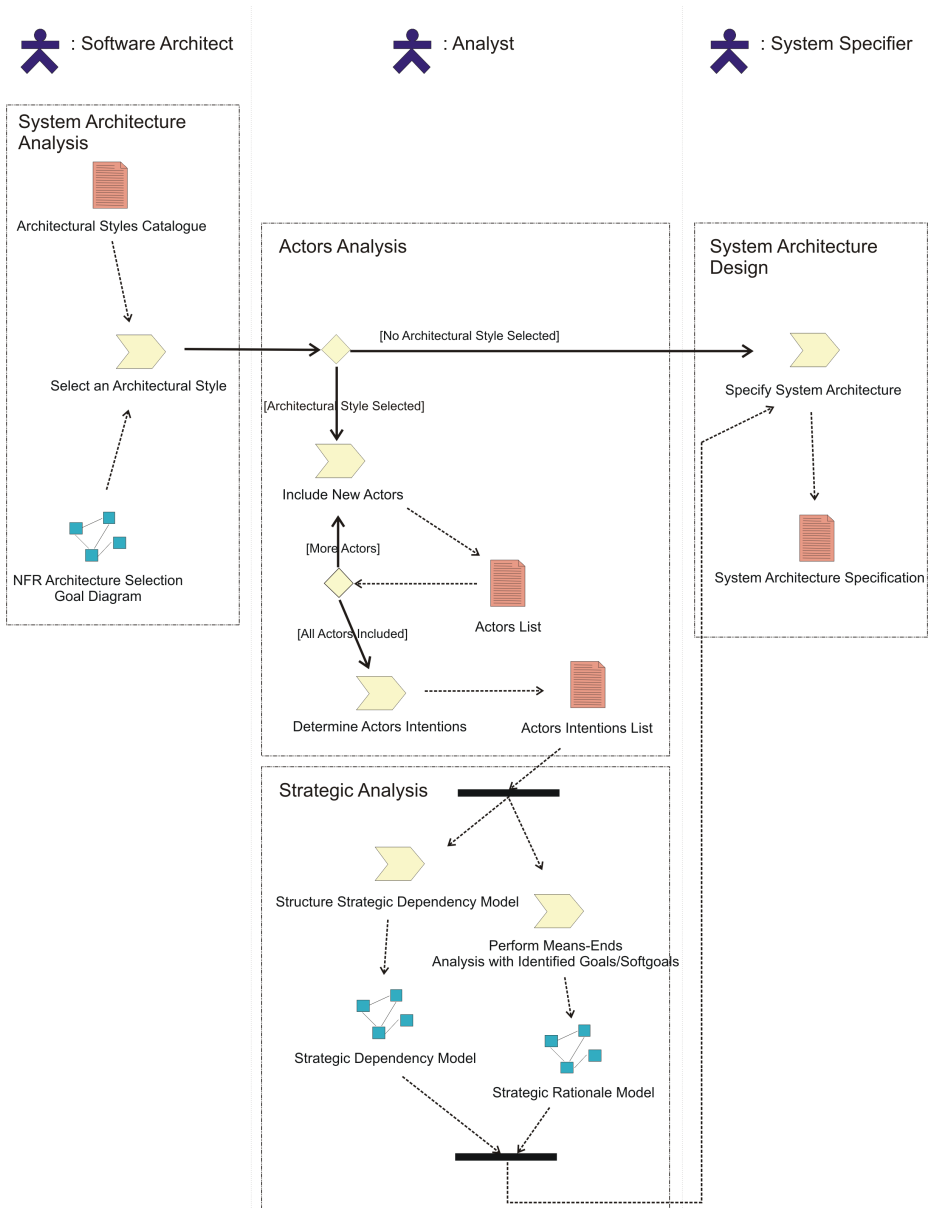 : Software Architect
: Analyst
: System Specifier
System Architecture
Analysis
Architectural Styles Catalogue
Select an Architectural Style
NFR Architecture Selection
Goal Diagram
Actors Analysis
[No Architectural Style Selected]
[Architectural Style Selected]
Include New Actors
[More Actors]
Actors List
[All Actors Included]
Determine Actors Intentions
Actors Intentions List
Strategic Analysis
Structure Strategic Dependency Model
Perform Means-Ends
Analysis with Identified Goals/Softgoals
Strategic Dependency Model
Strategic Rationale Model
System Architecture
Design
Specify System Architecture
System Architecture Specification